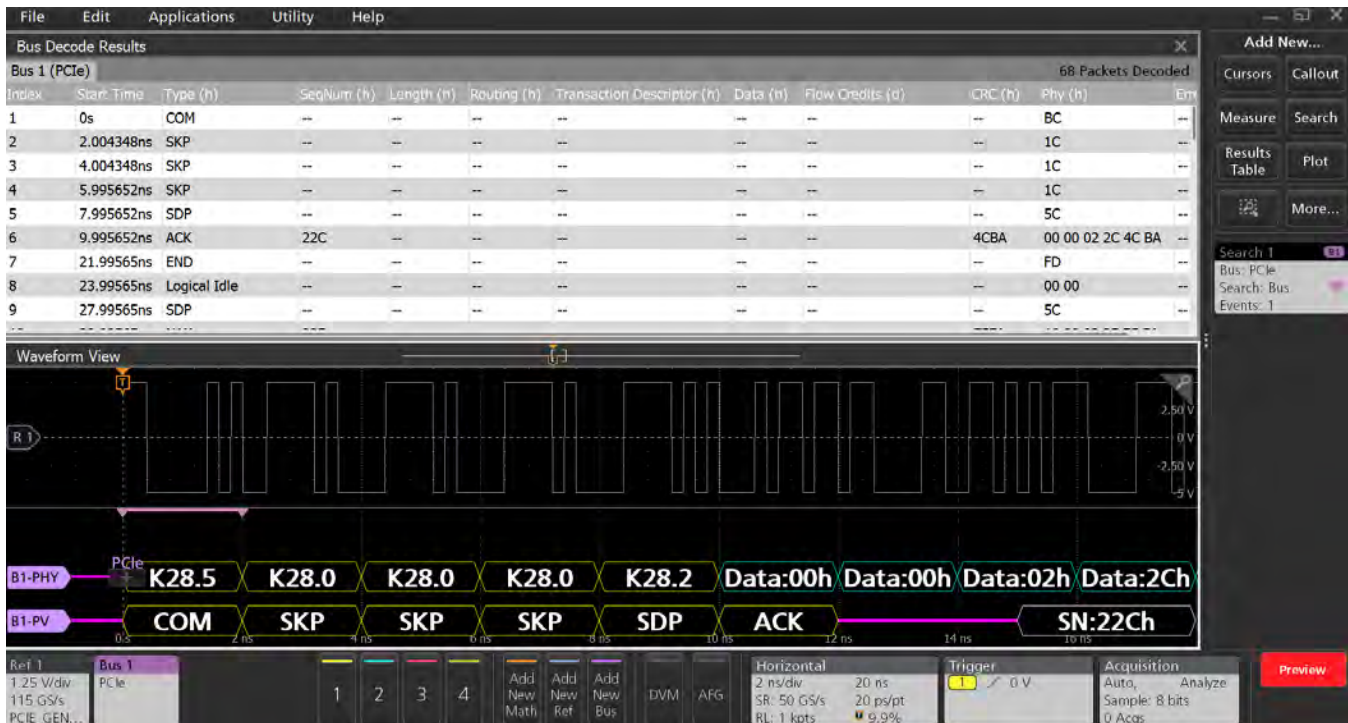 File Edit Applications Utility Help
Bus Decode Results
Bus 1 (PCIe) 68 Packets Decoded
Index Start Time Type (h) SeqNum (h) Length (h) Routing (h) Transaction Descriptor (h) Data (h) Flow Credits (d) CRC (h) Phy (h)
1 0s COM -- -- -- -- -- -- -- BC --
2 2.004348ns SKP -- -- -- -- -- -- -- 1C --
3 4.004348ns SKP -- -- -- -- -- -- -- 1C --
4 5.995652ns SKP -- -- -- -- -- -- -- 1C --
5 7.995652ns SDP -- -- -- -- -- -- -- 5C --
6 9.995652ns ACK 22C -- -- -- -- -- 4CBA 00 00 02 2C 4C BA --
7 21.99565ns END -- -- -- -- -- -- -- FD --
8 23.99565ns Logical Idle -- -- -- -- -- -- -- 00 00 --
9 27.99565ns SDP -- -- -- -- -- -- -- 5C --
Add New...
Cursors Callout
Measure Search
Results Table Plot
More...
Search 1 B1
Bus: PCIe
Search: Bus
Events: 1
Waveform View
T
2.50 V
R 1 0 V
-2.50 V
-5 V
PCIe
B1-PHY K28.5 K28.0 K28.0 K28.0 K28.2 Data:00h Data:00h Data:02h Data:2Ch
B1-PV COM SKP SKP SKP SDP ACK SN:22Ch
0s 2 ns 4 ns 6 ns 8 ns 10 ns 12 ns 14 ns 16 ns
Ref 1
1.25 V/div
115 GS/s
PCIE_GEN...
Bus 1
PCIe
1 2 3 4
Add New Math
Add New Ref
Add New Bus
DVM AFG
Horizontal
2 ns/div 20 ns
SR: 50 GS/s 20 ps/pt
RL: 1 kpts 9.9%
Trigger
1 0 V
Acquisition
Auto, Analyze
Sample: 8 bits
0 Acqs
Preview